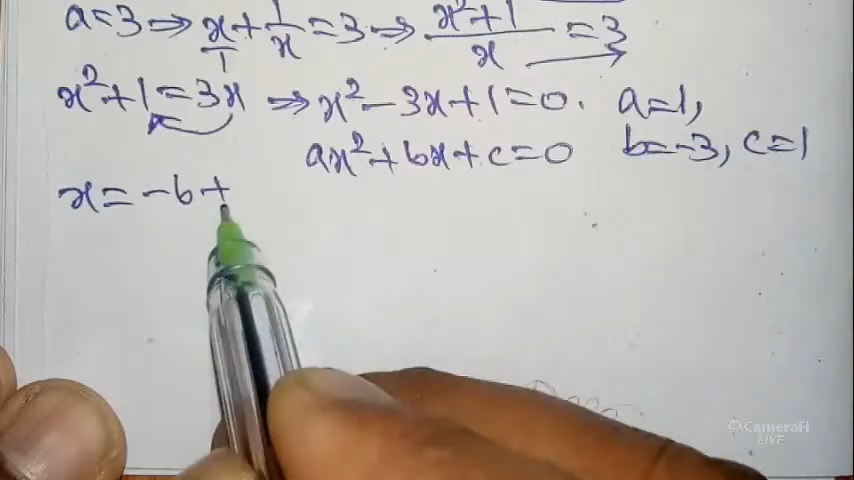 a=3 ⇒ x/1 + 1/x = 3 ⇒ (x²+1)/x = 3
x²+1=3x ⇒ x²-3x+1=0. a=1,
ax²+bx+c=0 b=-3, c=1
x=-b+
@CameraFi
LIVE